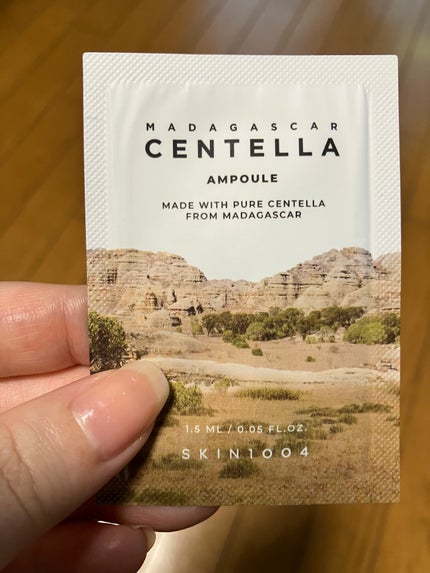 MADAGASCAR
CENTELLA
AMPOULE
MADE WITH PURE CENTELLA
FROM MADAGASCAR
1.5 ML / 0.05 FL.OZ.
SKIN1004